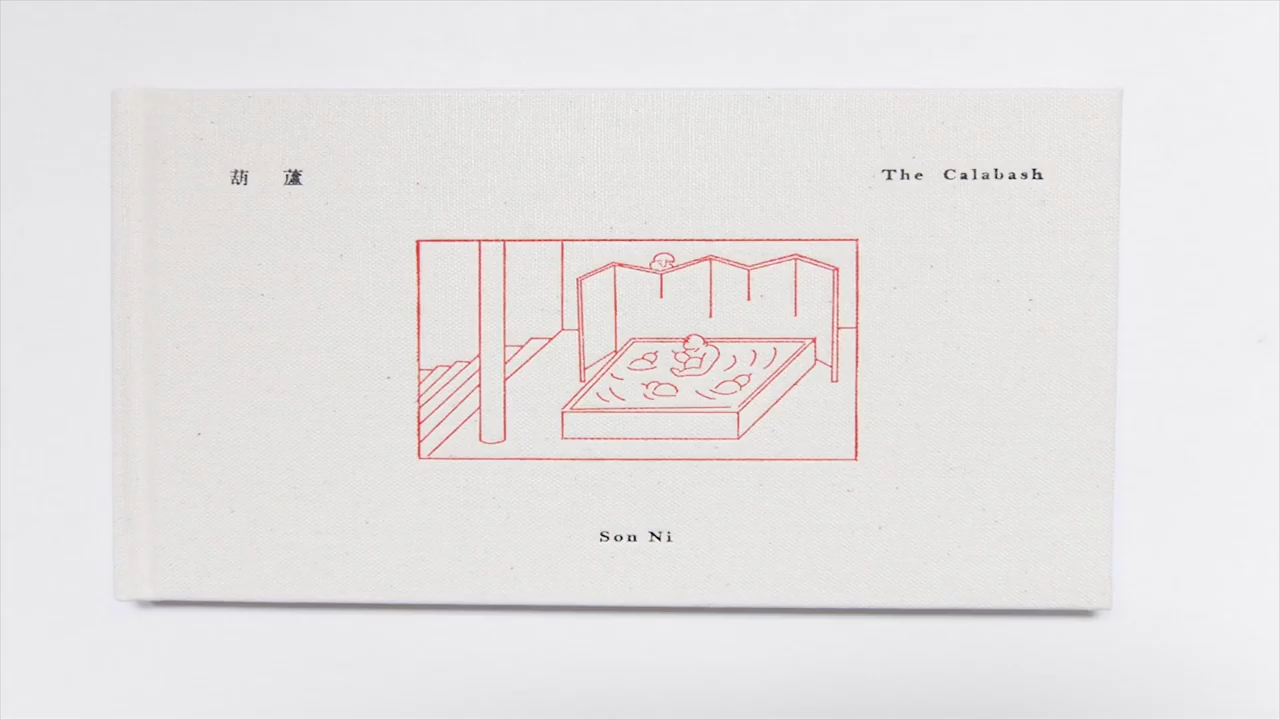 葫蘆
The Calabash
Son Ni